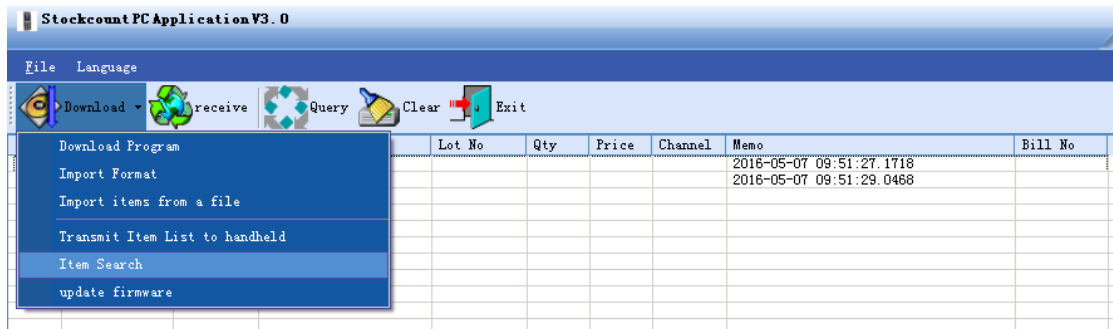 Stockcount PC Application V3.0
File Language
Download receive Query Clear Exit
Lot No Qty Price Channel Memo Bill No
Download Program
2016-05-07 09:51:27.1718
Import Format
2016-05-07 09:51:29.0468
Import items from a file
Transmit Item List to handheld
Item Search
update firmware